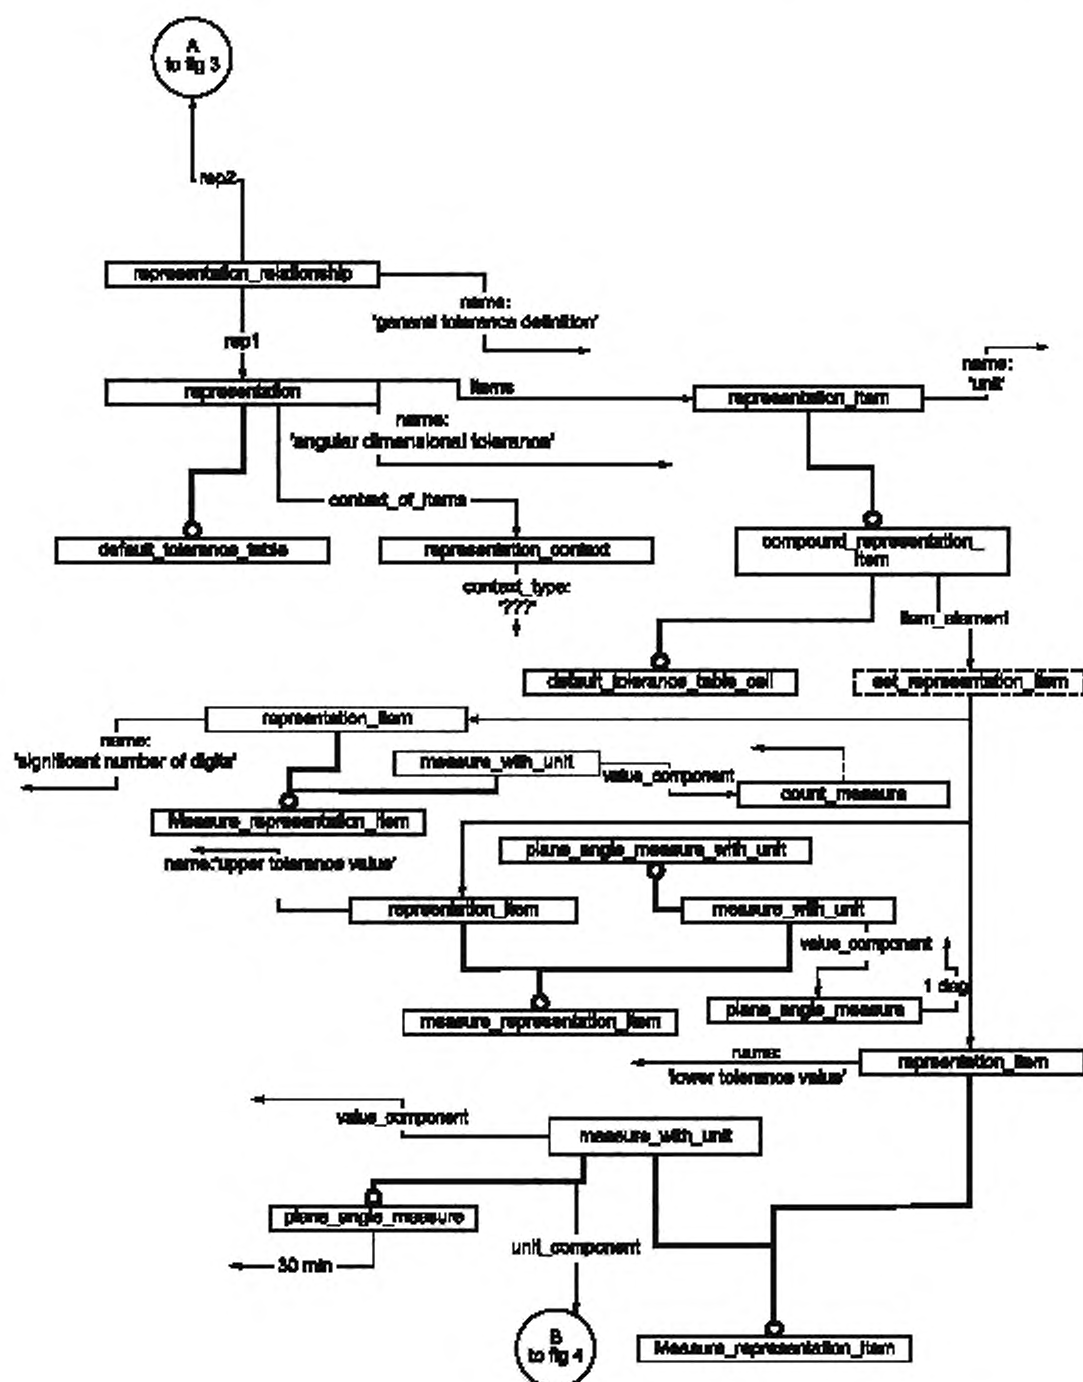 A
to fig 3
rep2
representation_relationship
name:
'general tolerance definition'
rep1
representation
items
name:
'unit'
representation_item
name:
'angular dimensional tolerance'
context_of_items
default_tolerance_table
representation_context
compound_representation_
item
context_type:
'???'
item_element
default_tolerance_table_cell
set_representation_item
representation_item
name:
'significant number of digits'
measure_with_unit
value_component
count_measure
Measure_representation_item
plane_angle_measure_with_unit
name:'upper tolerance value'
representation_item
measure_with_unit
value_component
1 deg
plane_angle_measure
measure_representation_item
name:
'lower tolerance value'
representation_item
value_component
measure_with_unit
plane_angle_measure
unit_component
30 min
B
to fig 4
Measure_representation_item